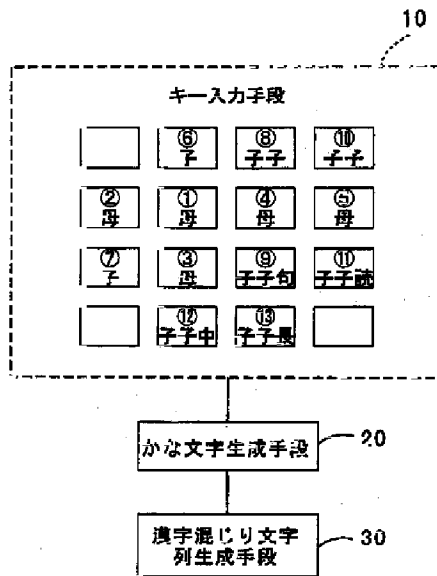 10
キー入力手段
⑥ ⑧ ⑩
子 子子 子子
② ① ④ ⑤
母 母 母 母
⑦ ③ ⑨ ⑪
子 母 子子句 子子読
⑫ ⑬
子子中 子子長
かな文字生成手段 20
漢字混じり文字
列生成手段 30